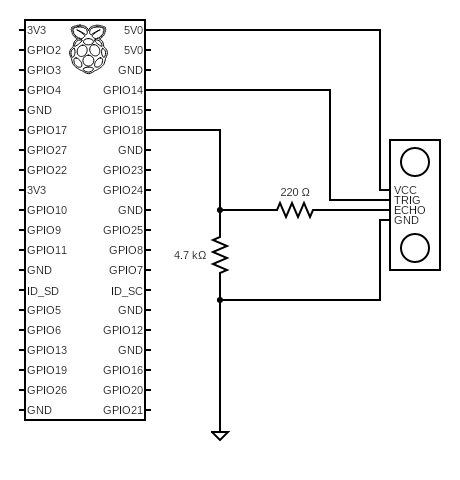 3V3 5V0
GPIO2 5V0
GPIO3 GND
GPIO4 GPIO14
GND GPIO15
GPIO17 GPIO18
GPIO27 GND
GPIO22 GPIO23
3V3 GPIO24
GPIO10 GND
GPIO9 GPIO25
GPIO11 GPIO8
GND GPIO7
ID_SD ID_SC
GPIO5 GND
GPIO6 GPIO12
GPIO13 GND
GPIO19 GPIO16
GPIO26 GPIO20
GND GPIO21
220 Ω
4.7 kΩ
VCC
TRIG
ECHO
GND